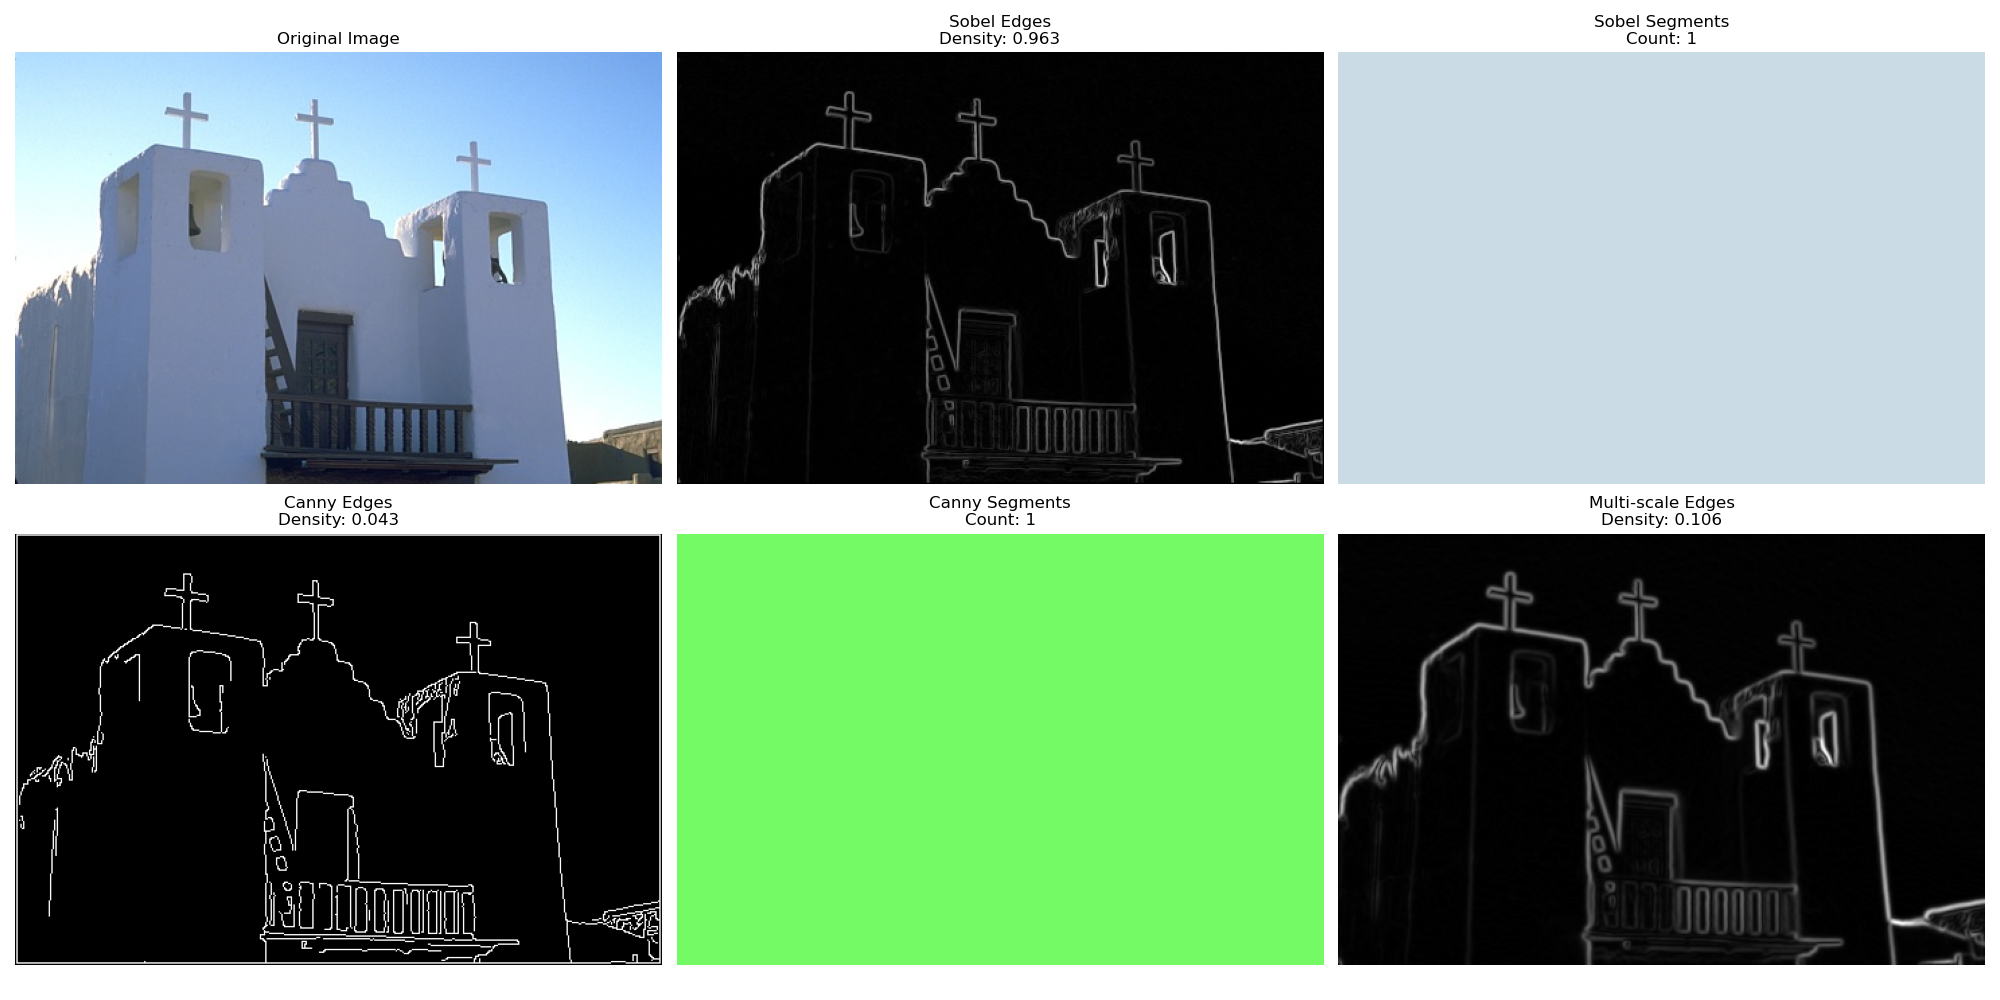 Original Image
Sobel Edges
Density: 0.963
Sobel Segments
Count: 1
Canny Edges
Density: 0.043
Canny Segments
Count: 1
Multi-scale Edges
Density: 0.106